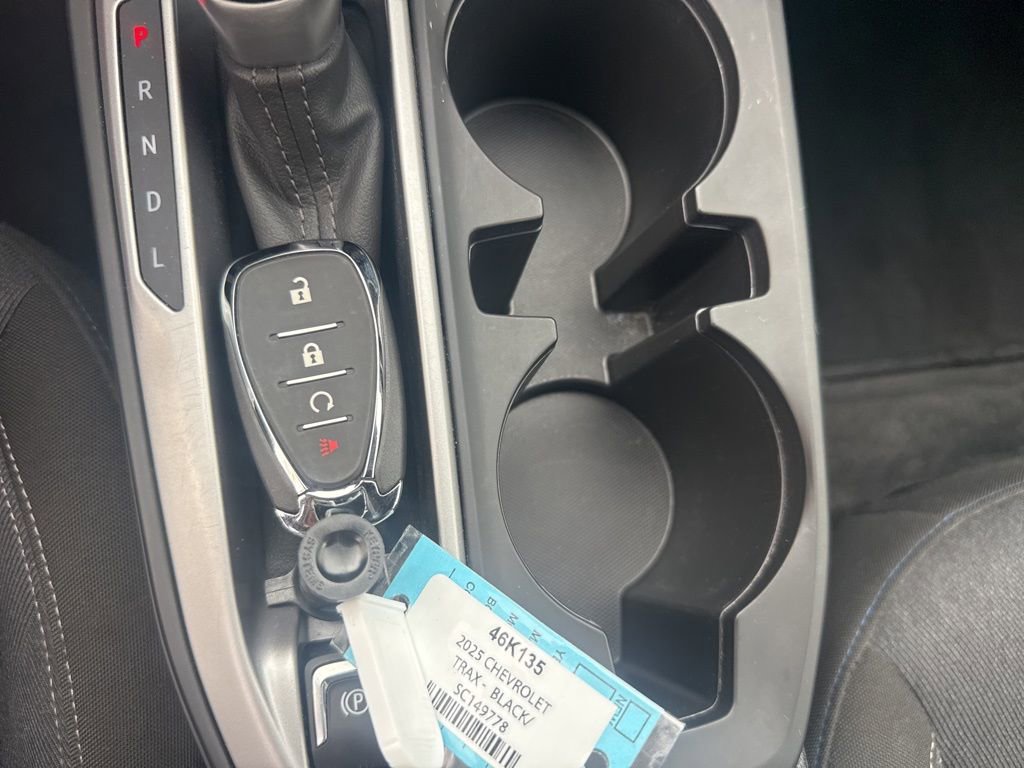 P
R
N
D
L
46K135
2025 CHEVROLET
TRAX - BLACK/
SC149778
(P)